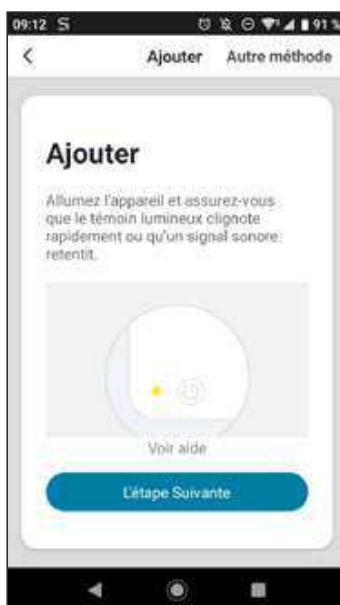 09:12 91 %
Ajouter Autre méthode
Ajouter
Allumez l'appareil et assurez-vous
que le témoin lumineux clignote
rapidement ou qu'un signal sonore
retentit.
Voir aide
L'étape Suivante